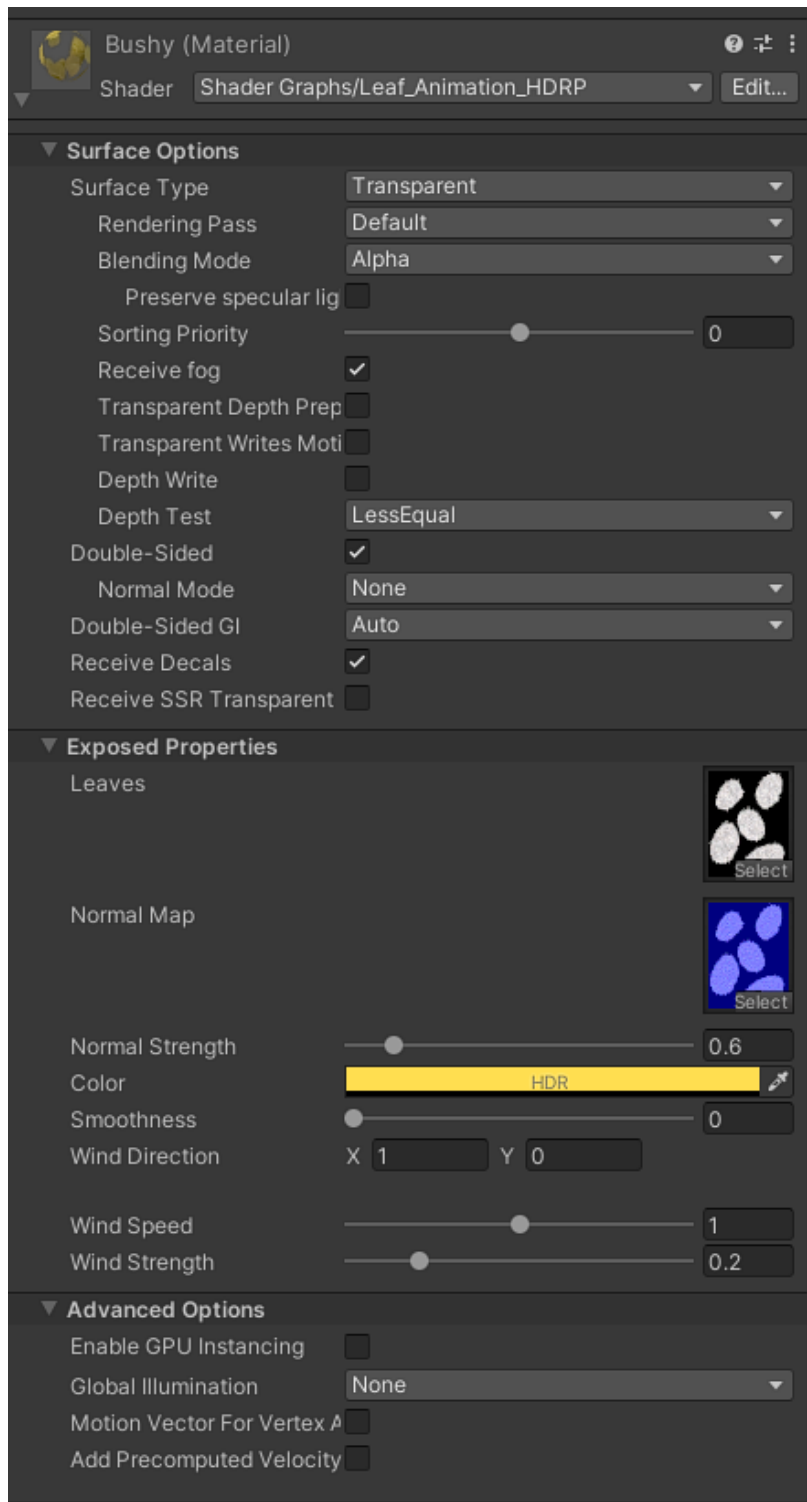 Bushy (Material)
Shader Shader Graphs/Leaf_Animation_HDRP Edit...
Surface Options
Surface Type Transparent
Rendering Pass Default
Blending Mode Alpha
Preserve specular lig
Sorting Priority 0
Receive fog
Transparent Depth Prep
Transparent Writes Moti
Depth Write
Depth Test LessEqual
Double-Sided
Normal Mode None
Double-Sided GI Auto
Receive Decals
Receive SSR Transparent
Exposed Properties
Leaves
Select
Normal Map
Select
Normal Strength 0.6
Color HDR
Smoothness 0
Wind Direction X 1 Y 0
Wind Speed 1
Wind Strength 0.2
Advanced Options
Enable GPU Instancing
Global Illumination None
Motion Vector For Vertex A
Add Precomputed Velocity